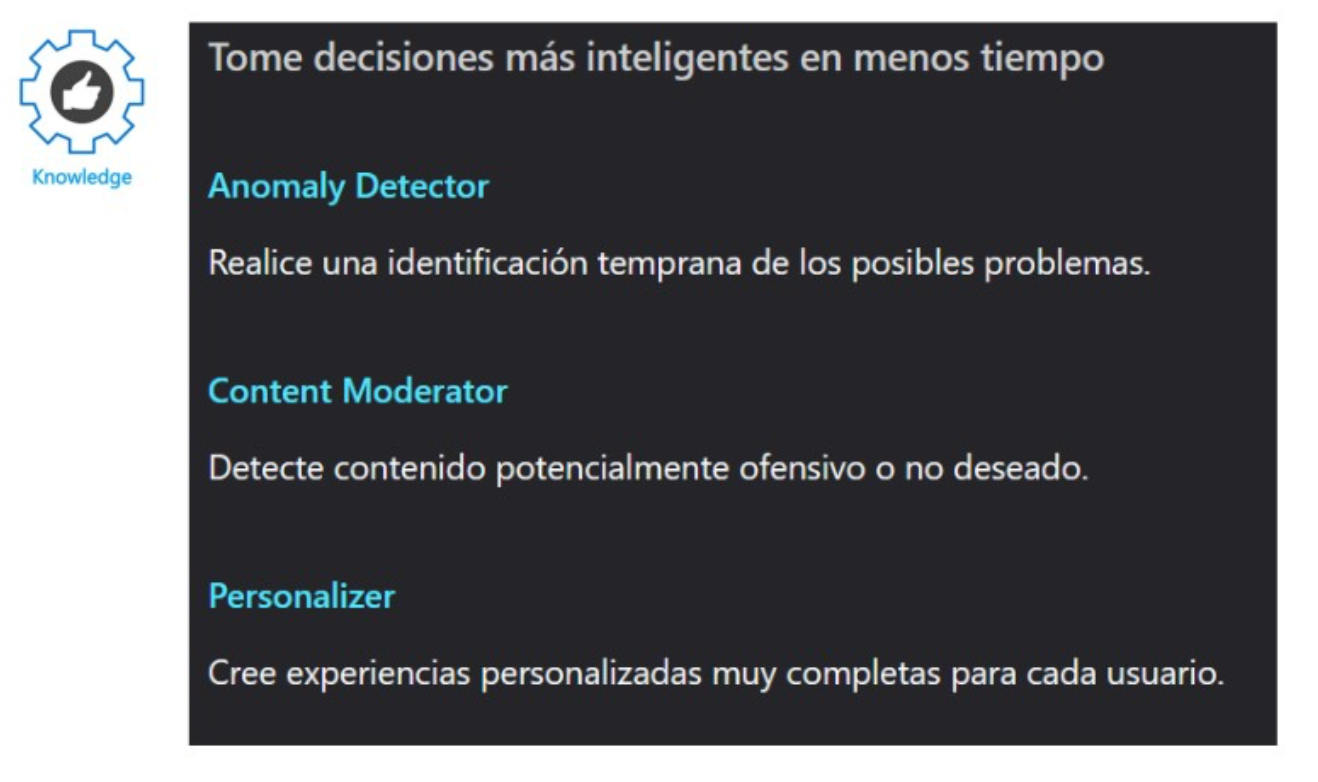 Knowledge
Tome decisiones más inteligentes en menos tiempo
Anomaly Detector
Realice una identificación temprana de los posibles problemas.
Content Moderator
Detecte contenido potencialmente ofensivo o no deseado.
Personalizer
Cree experiencias personalizadas muy completas para cada usuario.